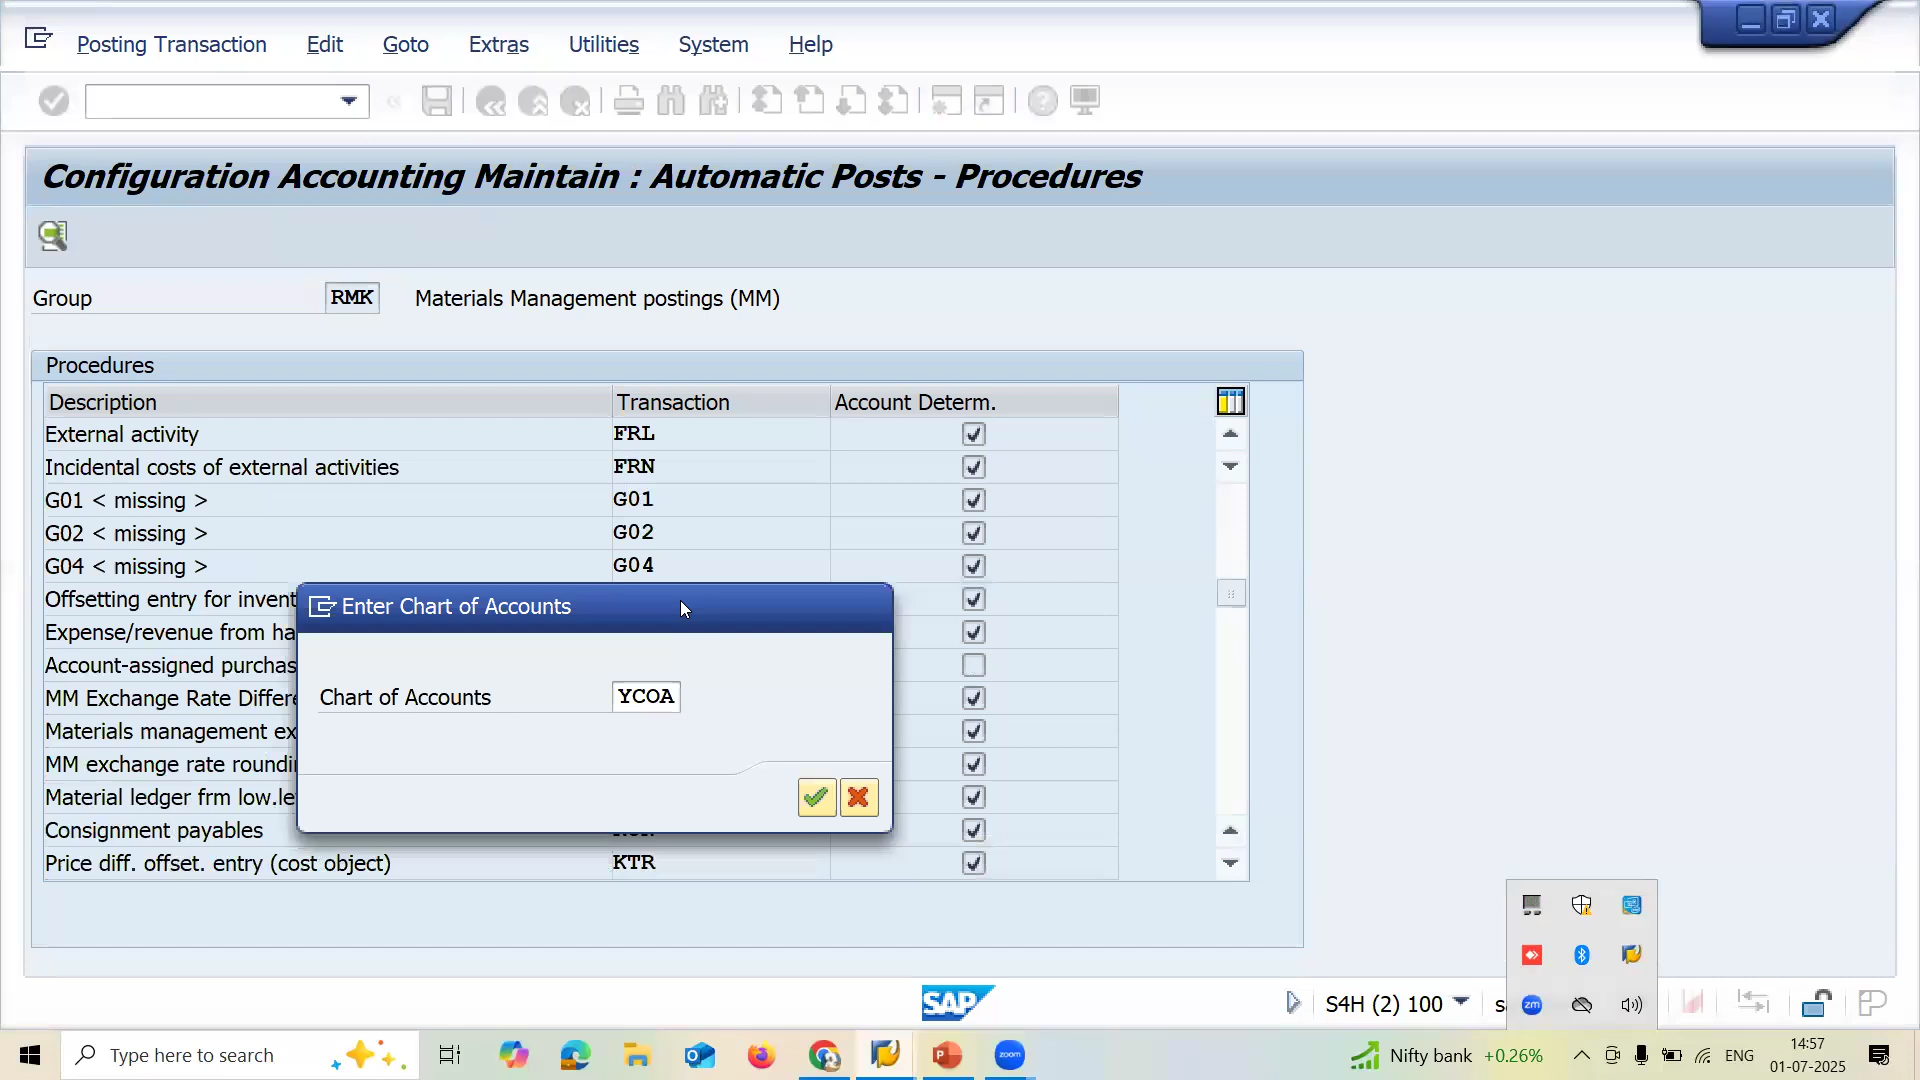 Posting Transaction Edit Goto Extras Utilities System Help
Configuration Accounting Maintain : Automatic Posts - Procedures
Group RMK Materials Management postings (MM)
Procedures
Description Transaction Account Determ.
External activity FRL
Incidental costs of external activities FRN
G01 < missing > G01
G02 < missing > G02
G04 < missing > G04
Offsetting entry for invent
Expense/revenue from ha
Account-assigned purchas
MM Exchange Rate Differe
Materials management ex
MM exchange rate roundi
Material ledger frm low.le
Consignment payables
Price diff. offset. entry (cost object) KTR
Enter Chart of Accounts
Chart of Accounts YCOA
SAP
S4H (2) 100
zm
Type here to search
zoom
Nifty bank +0.26%
ENG
14:57
01-07-2025